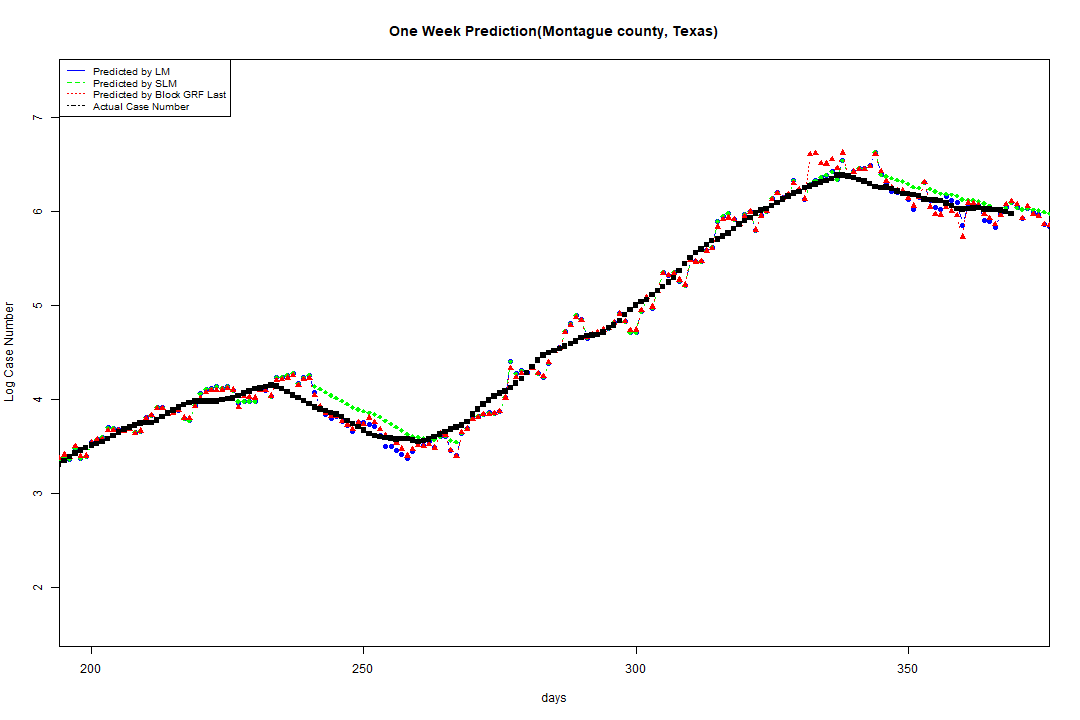 One Week Prediction(Montague county, Texas)
Predicted by LM
Predicted by SLM
Predicted by Block GRF Last
Actual Case Number
7
6
5
4
3
2
Log Case Number
200
250
300
350
days